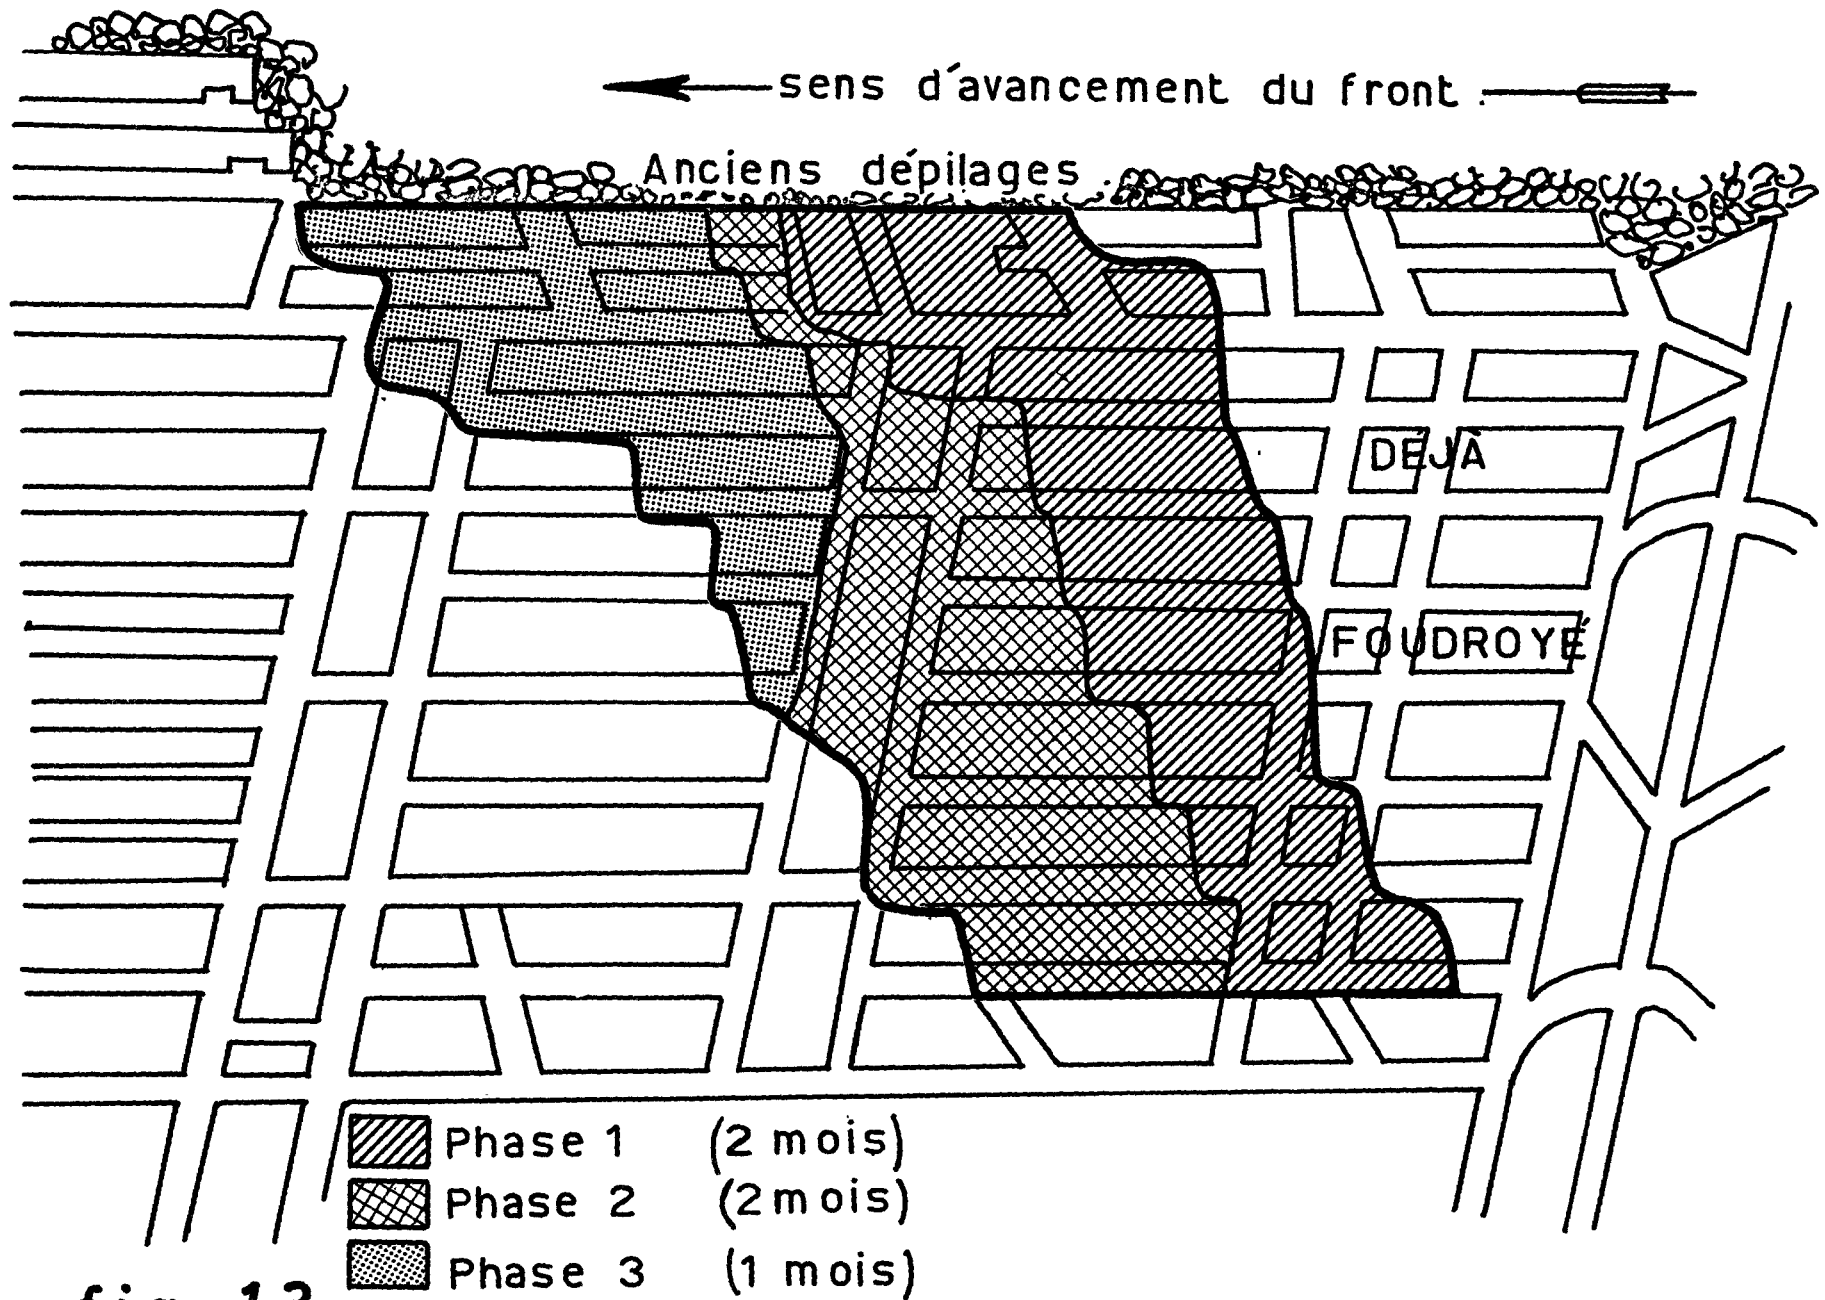 sens d'avancement du front.
Anciens dépilages.
DÉJÀ
FOUDROYÉ
Phase 1 (2 mois)
Phase 2 (2 mois)
Phase 3 (1 mois)